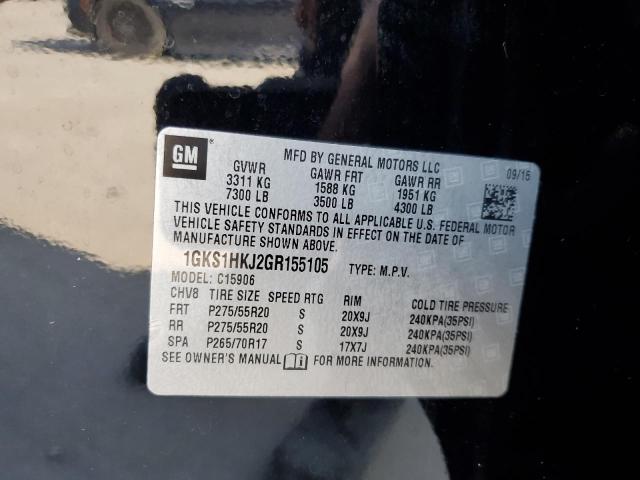 GM
MFD BY GENERAL MOTORS LLC
09/15
GVWR GAWR FRT GAWR RR
3311 KG 1588 KG 1951 KG
7300 LB 3500 LB 4300 LB
THIS VEHICLE CONFORMS TO ALL APPLICABLE U.S. FEDERAL MOTOR
VEHICLE SAFETY STANDARDS IN EFFECT ON THE DATE OF
MANUFACTURE SHOWN ABOVE.
1GKS1HKJ2GR155105 TYPE: M.P.V.
MODEL: C15906
CHV8 TIRE SIZE SPEED RTG RIM COLD TIRE PRESSURE
FRT P275/55R20 S 20X9J 240KPA(35PSI)
RR P275/55R20 S 20X9J 240KPA(35PSI)
SPA P265/70R17 S 17X7J 240KPA(35PSI)
SEE OWNER'S MANUAL FOR MORE INFORMATION